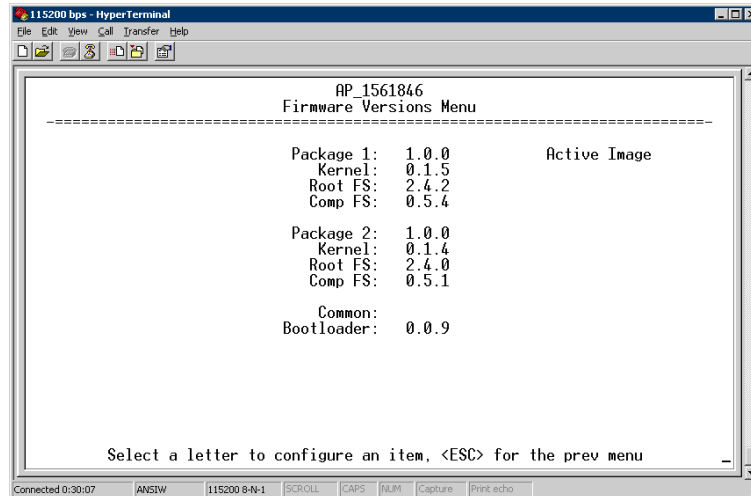 115200 bps - HyperTerminal
File Edit View Call Transfer Help
AP_1561846
Firmware Versions Menu
-==========================================================================-
Package 1: 1.0.0 Active Image
Kernel: 0.1.5
Root FS: 2.4.2
Comp FS: 0.5.4
Package 2: 1.0.0
Kernel: 0.1.4
Root FS: 2.4.0
Comp FS: 0.5.1
Common:
Bootloader: 0.0.9
Select a letter to configure an item, <ESC> for the prev menu _
Connected 0:30:07 ANSIW 115200 8-N-1 SCROLL CAPS NUM Capture Print echo